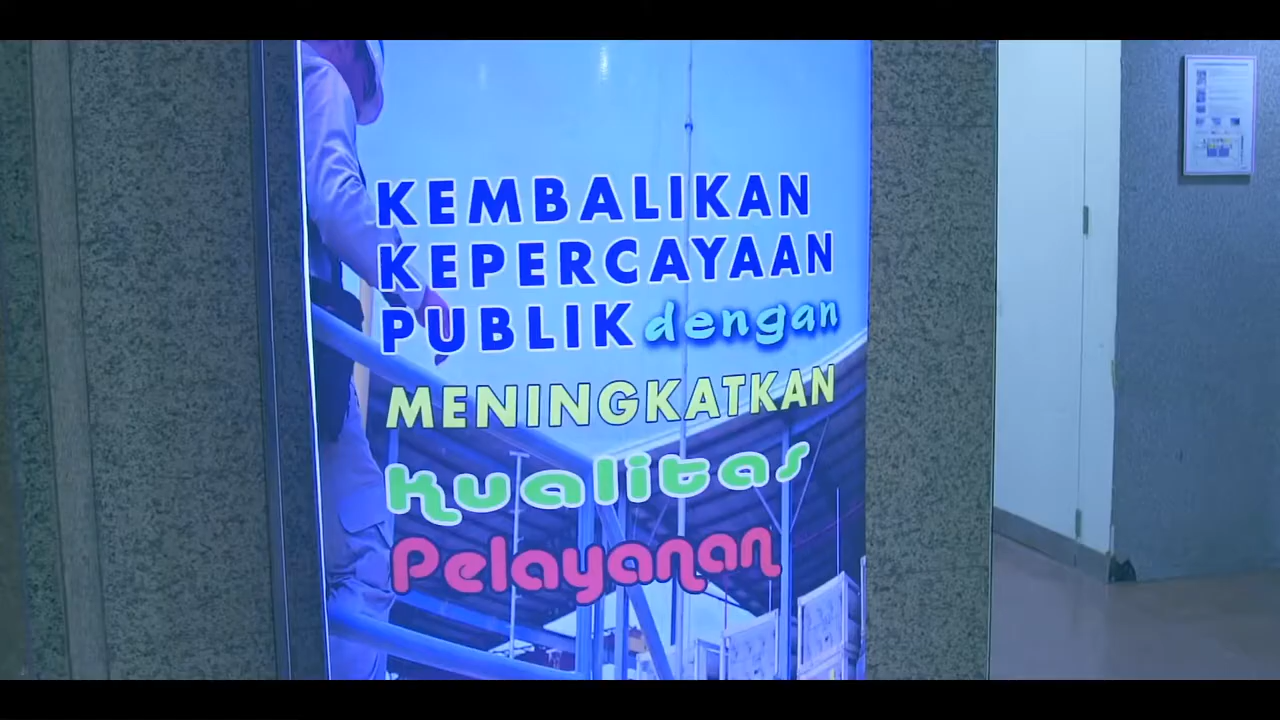 KEMBALIKAN
KEPERCAYAAN
PUBLIK dengan
MENINGKATKAN
kualitas
Pelayanan